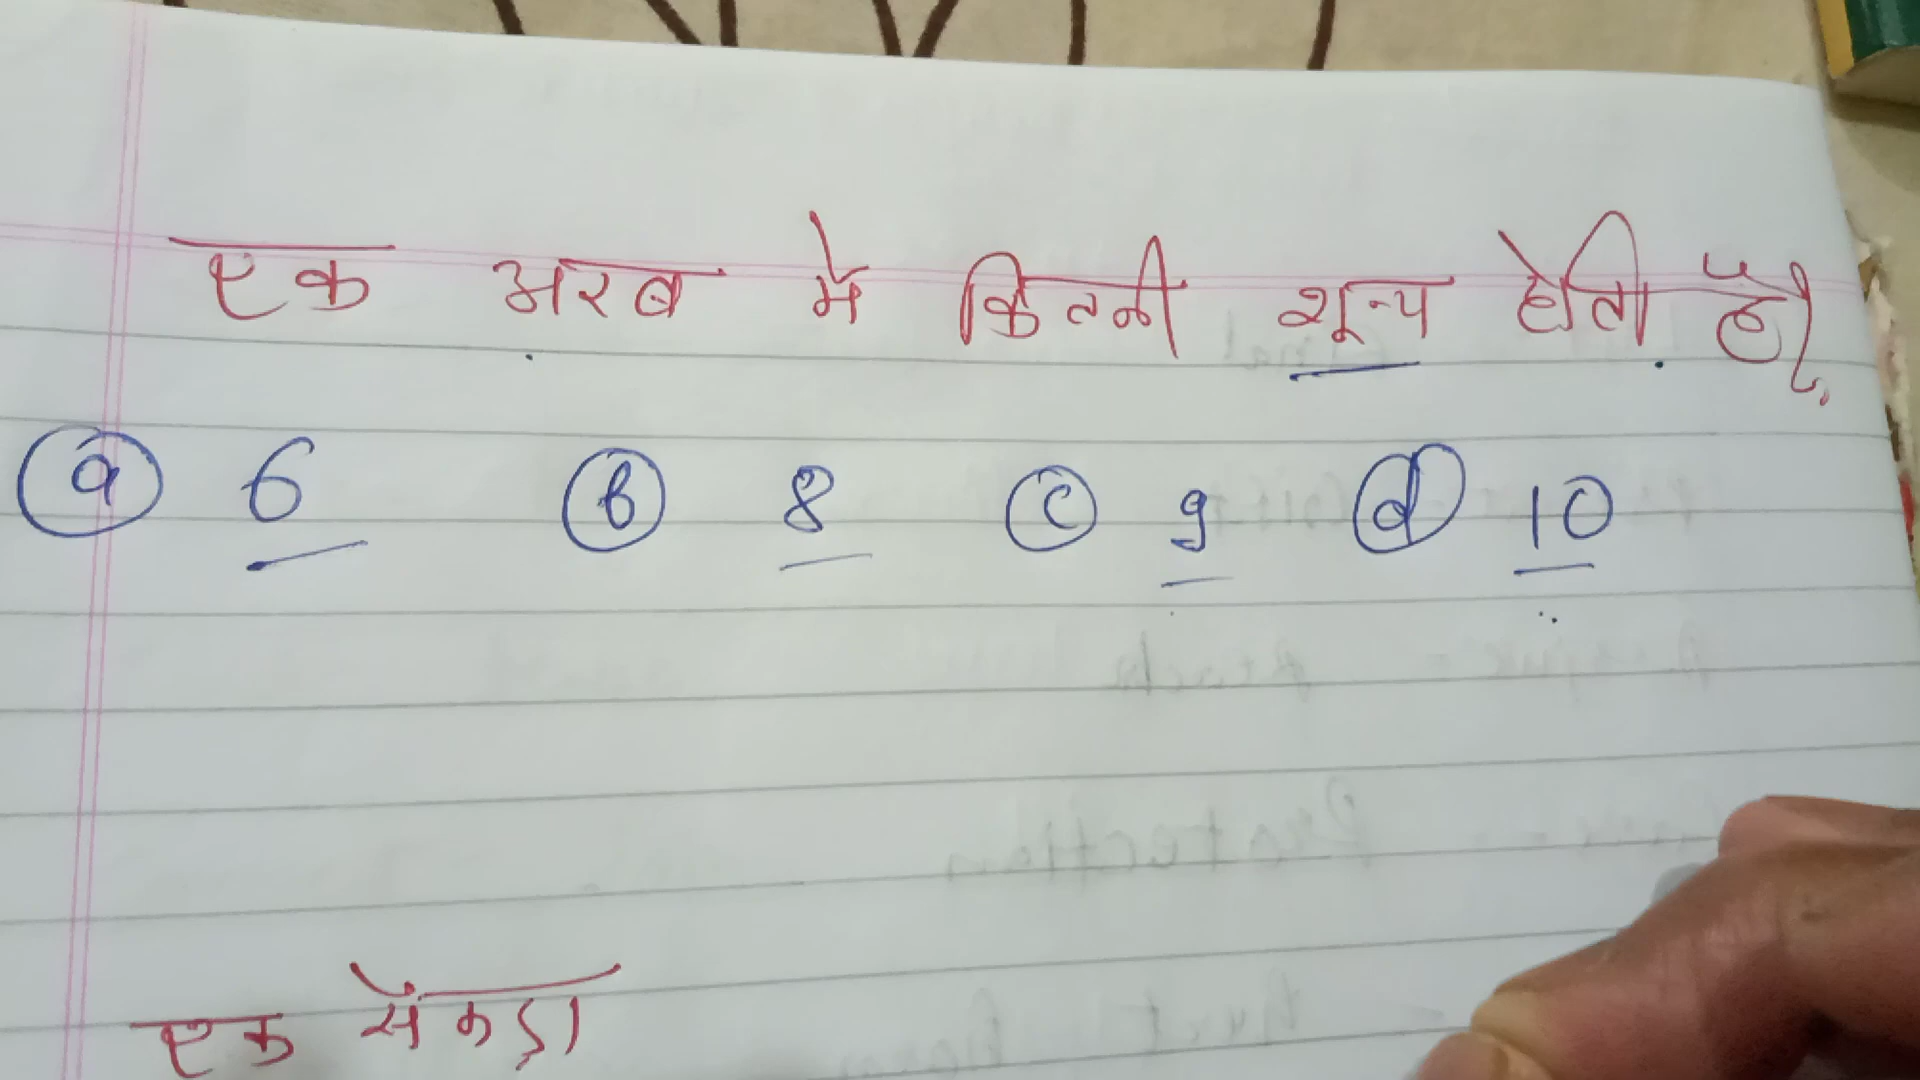 एक अरब में कितनी शून्य होती हैं।
a 6 b 8 c 9 d 10
एक सैंकड़ा